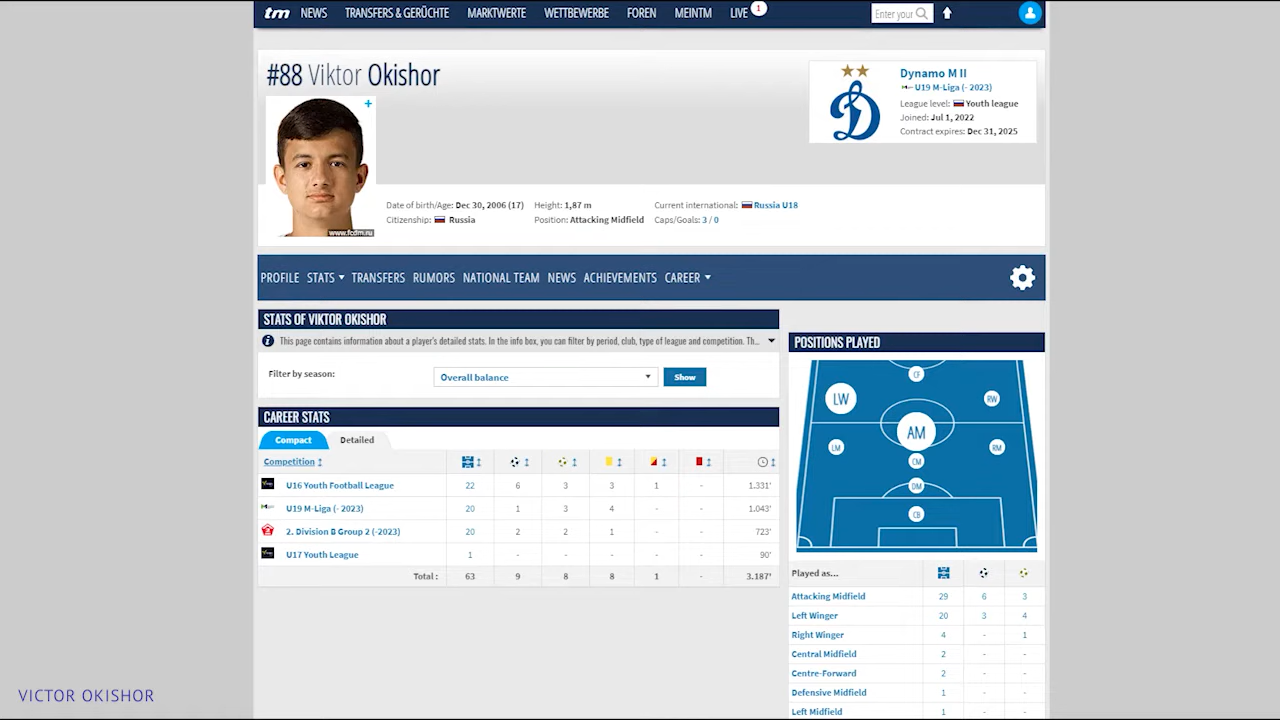 tm NEWS TRANSFERS & GERÜCHTE MARKTWERTE WETTBEWERBE FOREN MEINTM LIVE 1 Enter your
#88 Viktor Okishor
Dynamo M II
U19 M-Liga (- 2023)
League level: Youth league
Joined: Jul 1, 2022
Contract expires: Dec 31, 2025
+
www.fcdm.ru
Date of birth/Age: Dec 30, 2006 (17) Height: 1,87 m Current international: Russia U18
Citizenship: Russia Position: Attacking Midfield Caps/Goals: 3 / 0
PROFILE STATS TRANSFERS RUMORS NATIONAL TEAM NEWS ACHIEVEMENTS CAREER
STATS OF VIKTOR OKISHOR
This page contains information about a player's detailed stats. In the info box, you can filter by period, club, type of league and competition. Th...
Filter by season: Overall balance Show
CAREER STATS
Compact Detailed
Competition
U16 Youth Football League 22 6 3 3 1 - 1.331'
U19 M-Liga (- 2023) 20 1 3 4 - - 1.043'
2. Division B Group 2 (-2023) 20 2 2 1 - - 723'
U17 Youth League 1 - - - - - 90'
Total : 63 9 8 8 1 - 3.187'
POSITIONS PLAYED
CF
LW RW
AM
LM RM
CM
DM
CB
Played as...
Attacking Midfield 29 6 3
Left Winger 20 3 4
Right Winger 4 - 1
Central Midfield 2 - -
Centre-Forward 2 - -
Defensive Midfield 1 - -
Left Midfield 1 - -
VICTOR OKISHOR